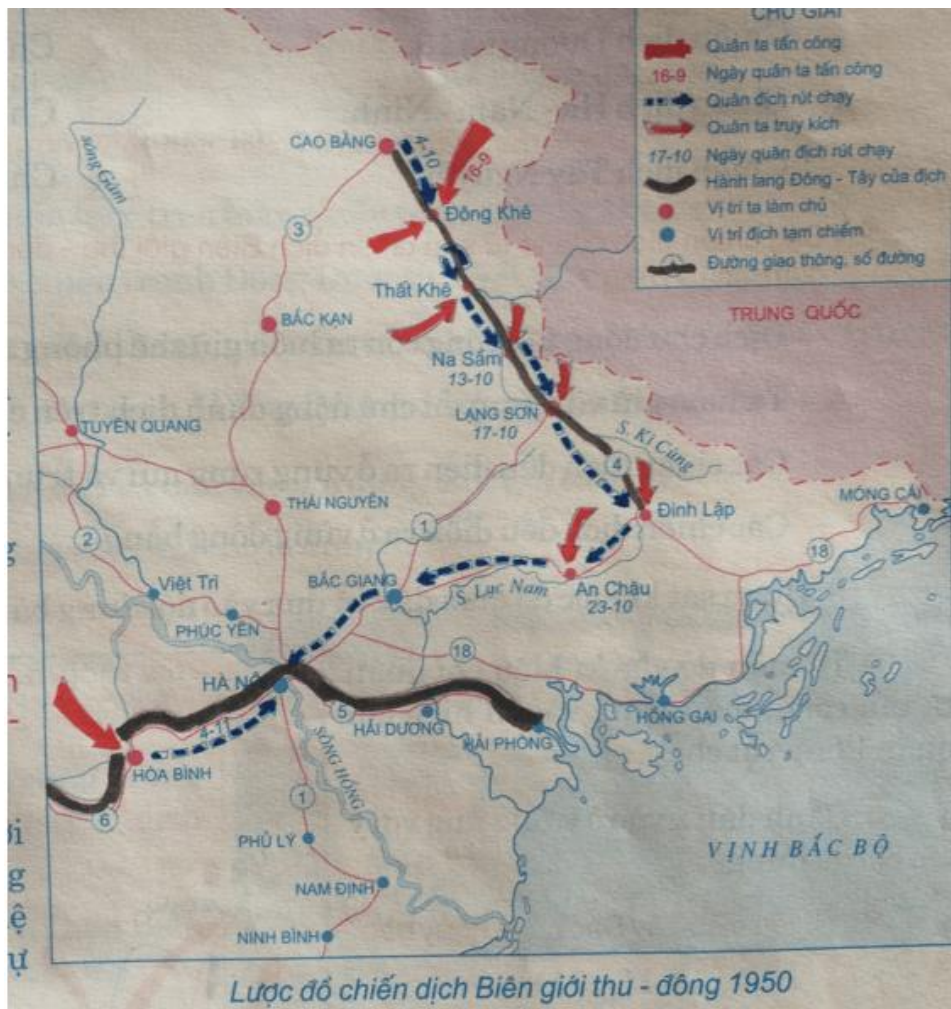 CHÚ GIẢI
Quân ta tấn công
16-9 Ngày quân ta tấn công
Quân địch rút chạy
Quân ta truy kích
17-10 Ngày quân địch rút chạy
Hành lang Đông - Tây của địch
Vị trí ta làm chủ
Vị trí địch tạm chiếm
Đường giao thông, số đường
TRUNG QUỐC
sông Gâm
CAO BẰNG
4-10
16-9
Đông Khê
3
Thất Khê
BẮC KẠN
Na Sầm
13-10
LẠNG SƠN
17-10
S. Kì Cùng
4
TUYÊN QUANG
THÁI NGUYÊN
Đình Lập
MÓNG CÁI
2
1
18
Việt Trì
BẮC GIANG
S. Lục Nam
An Châu
23-10
PHÚC YÊN
18
HÀ NỘI
5
HẢI DƯƠNG
HẢI PHÒNG
HỒNG GAI
4-11
HÒA BÌNH
SÔNG HỒNG
6
1
PHỦ LÝ
VỊNH BẮC BỘ
NAM ĐỊNH
NINH BÌNH
Lược đồ chiến dịch Biên giới thu - đông 1950